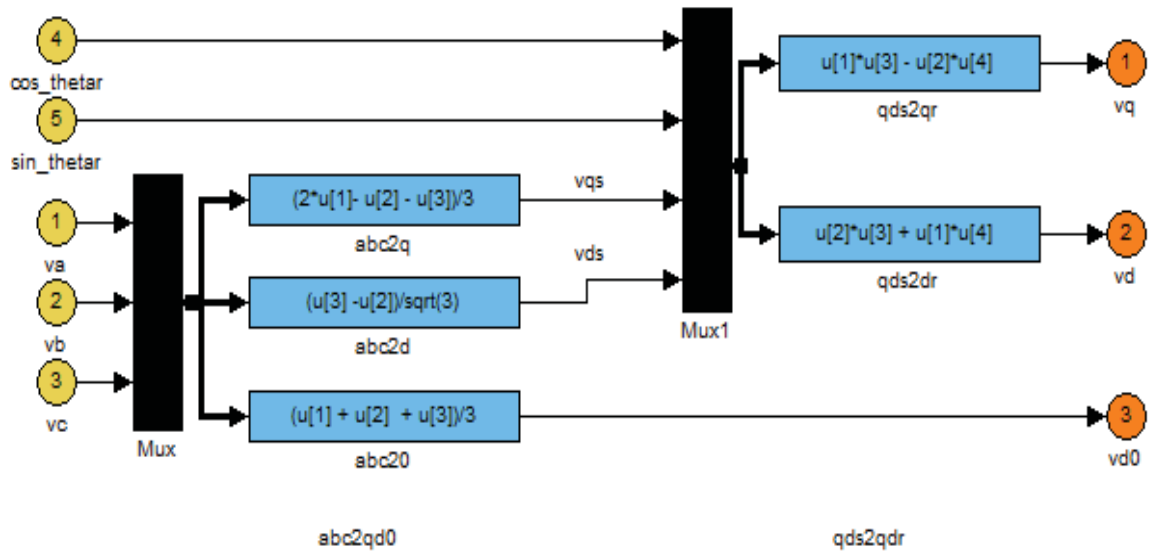 4
cos_thetar
5
sin_thetar
1
va
2
vb
3
vc
Mux
(2*u[1]- u[2] - u[3])/3
abc2q
(u[3] -u[2])/sqrt(3)
abc2d
(u[1] + u[2]  + u[3])/3
abc20
vqs
vds
Mux1
u[1]*u[3] - u[2]*u[4]
qds2qr
u[2]*u[3] + u[1]*u[4]
qds2dr
1
vq
2
vd
3
vd0
abc2qd0
qds2qdr